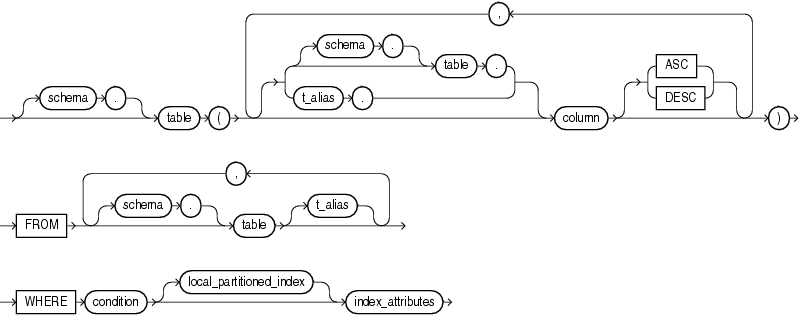 ,
schema .
schema . table . ASC
t_alias . DESC
table ( column )
,
schema . t_alias
FROM table
local_partitioned_index
WHERE condition index_attributes